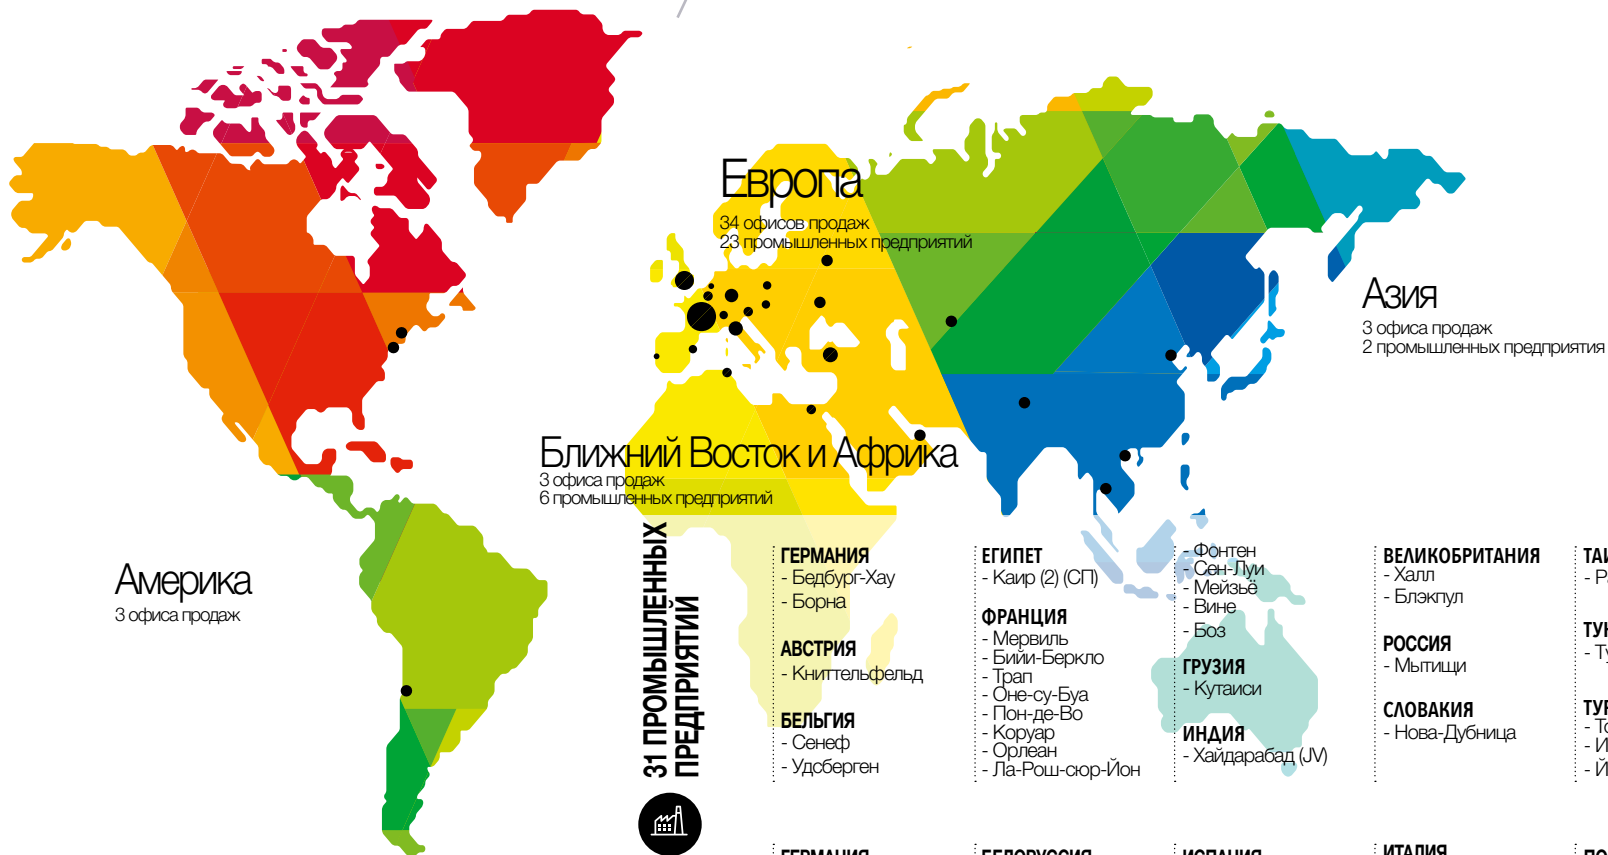 Европа
34 офисов продаж
23 промышленных предприятий
Азия
3 офиса продаж
2 промышленных предприятия
Ближний Восток и Африка
3 офиса продаж
6 промышленных предприятий
Америка
3 офиса продаж
31 ПРОМЫШЛЕННЫХ
ПРЕДПРИЯТИЙ
ГЕРМАНИЯ
- Бедбург-Хау
- Борна
АВСТРИЯ
- Книттельфельд
БЕЛЬГИЯ
- Сенеф
- Удсберген
ЕГИПЕТ
- Каир (2) (СП)
ФРАНЦИЯ
- Мервиль
- Бийи-Беркло
- Трап
- Оне-су-Буа
- Пон-де-Во
- Коруар
- Орлеан
- Ла-Рош-сюр-Йон
- Фонтен
- Сен-Луи
- Мейзьё
- Вине
- Боз
ГРУЗИЯ
- Кутаиси
ИНДИЯ
- Хайдарабад (JV)
ВЕЛИКОБРИТАНИЯ
- Халл
- Блэкпул
РОССИЯ
- Мытищи
СЛОВАКИЯ
- Нова-Дубница
ГЕРМАНИЯ
БЕЛОРУССИЯ
ИСПАНИЯ
ИТАЛИЯ